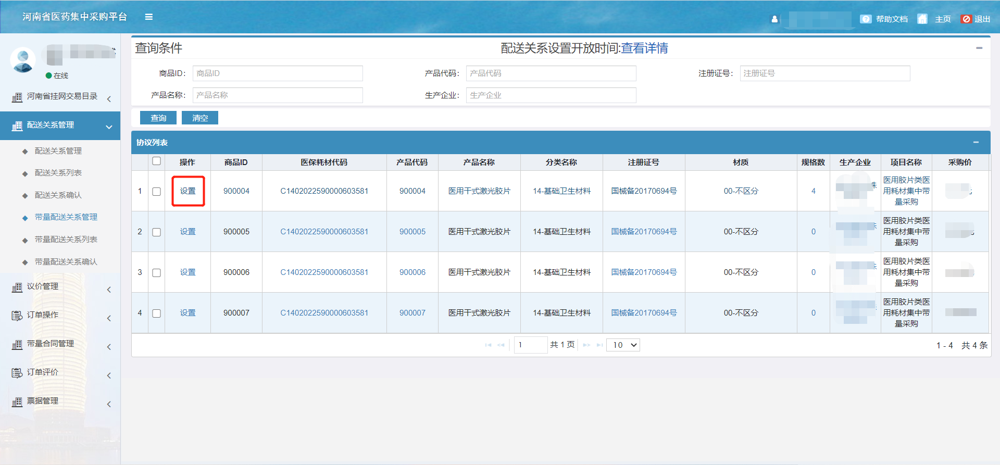 河南省医药集中采购平台
帮助文档 主页 退出
在线
河南省挂网交易目录
配送关系管理
配送关系管理
配送关系列表
配送关系确认
带量配送关系管理
带量配送关系列表
带量配送关系确认
议价管理
订单操作
带量合同管理
订单评价
票据管理
查询条件 配送关系设置开放时间:查看详情
商品ID： 商品ID 产品代码： 产品代码 注册证号： 注册证号
产品名称： 产品名称 生产企业： 生产企业
查询 清空
协议列表
操作 商品ID 医保耗材代码 产品代码 产品名称 分类名称 注册证号 材质 规格数 生产企业 项目名称 采购价
1 设置 900004 C1402022590000603581 900004 医用干式激光胶片 14-基础卫生材料 国械备20170694号 00-不区分 4 医用胶片类医
用耗材集中带
量采购
2 设置 900005 C1402022590000603581 900005 医用干式激光胶片 14-基础卫生材料 国械备20170694号 00-不区分 0 医用胶片类医
用耗材集中带
量采购
3 设置 900006 C1402022590000603581 900006 医用干式激光胶片 14-基础卫生材料 国械备20170694号 00-不区分 0 医用胶片类医
用耗材集中带
量采购
4 设置 900007 C1402022590000603581 900007 医用干式激光胶片 14-基础卫生材料 国械备20170694号 00-不区分 0 医用胶片类医
用耗材集中带
量采购
1 共 1 页 10 1 - 4 共 4 条